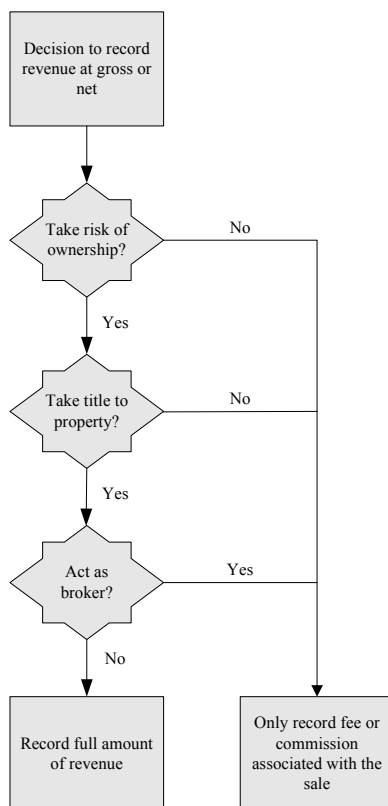 Decision to record
revenue at gross or
net
Take risk of
ownership?
No
Yes
Take title to
property?
No
Yes
Act as
broker?
Yes
No
Record full amount
of revenue
Only record fee or
commission
associated with the
sale